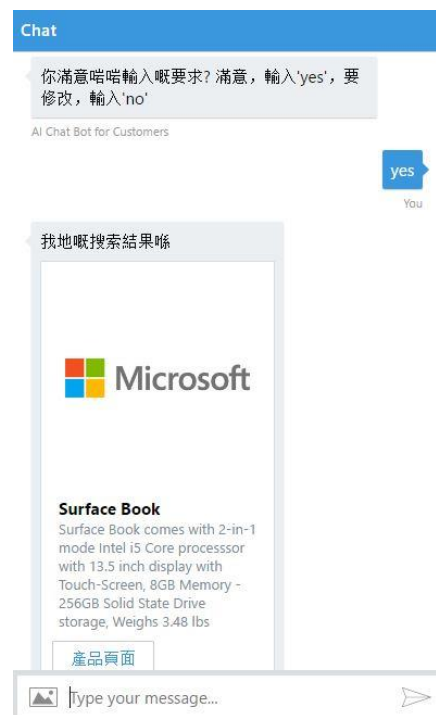 Chat
你滿意啱啱輸入嘅要求? 滿意，輸入'yes'，要
修改，輸入'no'
AI Chat Bot for Customers
yes
You
我地嘅搜索結果喺
Microsoft
Surface Book
Surface Book comes with 2-in-1
mode Intel i5 Core processsor
with 13.5 inch display with
Touch-Screen, 8GB Memory -
256GB Solid State Drive
storage, Weighs 3.48 lbs
產品頁面
Type your message...